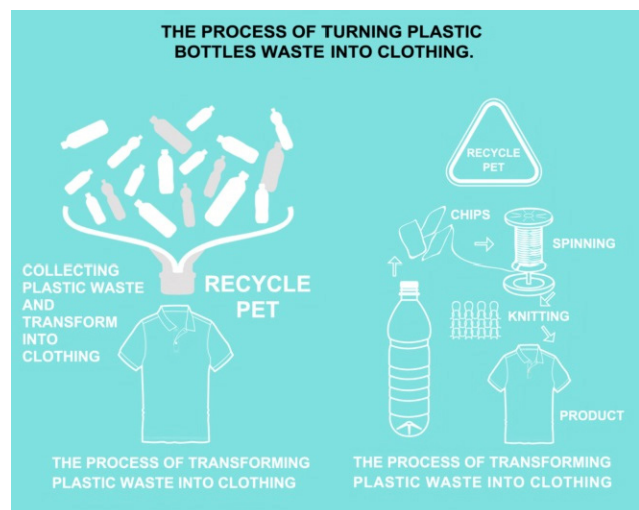 THE PROCESS OF TURNING PLASTIC
BOTTLES WASTE INTO CLOTHING.
COLLECTING
PLASTIC WASTE
AND
TRANSFORM
INTO
CLOTHING
RECYCLE
PET
THE PROCESS OF TRANSFORMING
PLASTIC WASTE INTO CLOTHING
RECYCLE
PET
CHIPS
SPINNING
KNITTING
PRODUCT
THE PROCESS OF TRANSFORMING
PLASTIC WASTE INTO CLOTHING